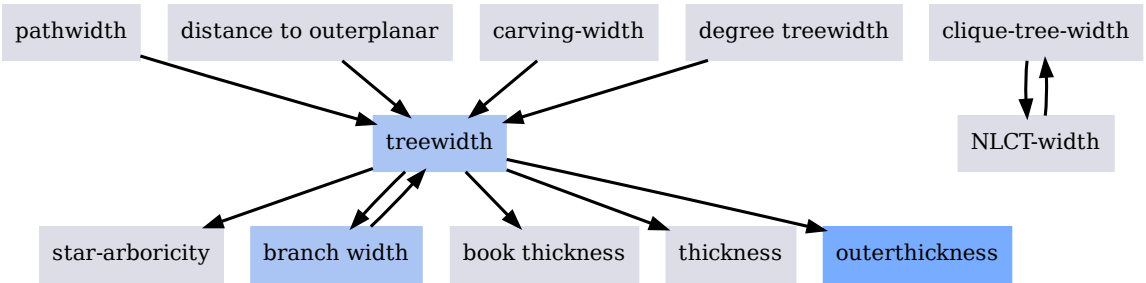 pathwidth
distance to outerplanar
carving-width
degree treewidth
clique-tree-width
treewidth
NLCT-width
star-arboricity
branch width
book thickness
thickness
outerthickness